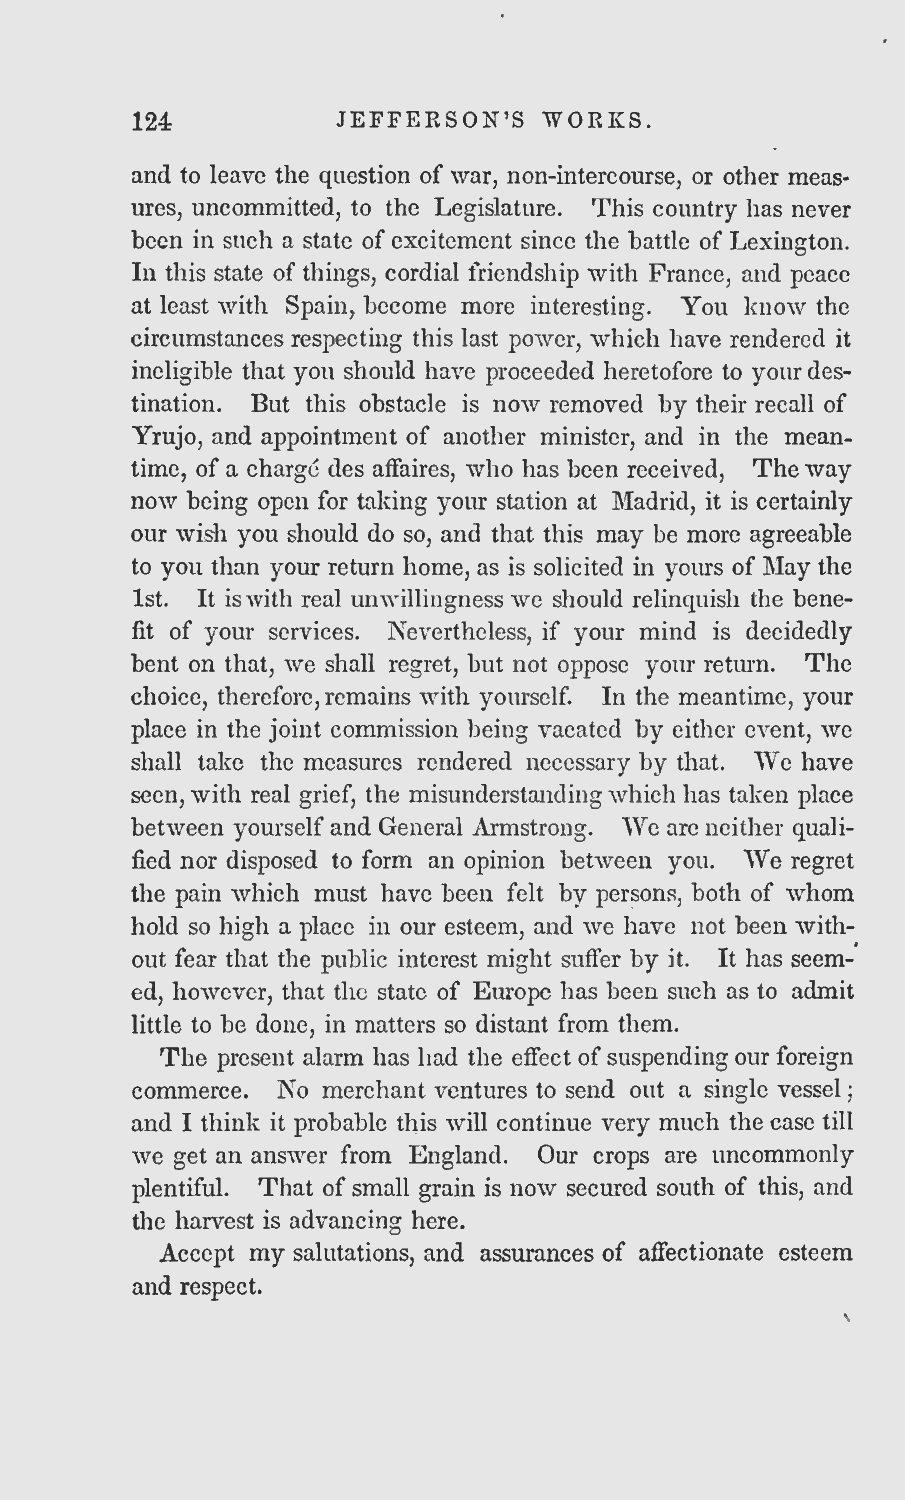 124 JEFFERSON'S WORKS.
and to leave the question of war, non-intercourse, or other meas-
ures, uncommitted, to the Legislature. This country has never
been in such a state of excitement since the battle of Lexington.
In this state of things, cordial friendship with France, and peace
at least with Spain, become more interesting. You know the
circumstances respecting this last power, which have rendered it
ineligible that you should have proceeded heretofore to your des-
tination. But this obstacle is now removed by their recall of
Yrujo, and appointment of another minister, and in the mean-
time, of a chargé des affaires, who has been received, The way
now being open for taking your station at Madrid, it is certainly
our wish you should do so, and that this may be more agreeable
to you than your return home, as is solicited in yours of May the
1st. It is with real unwillingness we should relinquish the bene-
fit of your services. Nevertheless, if your mind is decidedly
bent on that, we shall regret, but not oppose your return. The
choice, therefore, remains with yourself. In the meantime, your
place in the joint commission being vacated by either event, we
shall take the measures rendered necessary by that. We have
seen, with real grief, the misunderstanding which has taken place
between yourself and General Armstrong. We are neither quali-
fied nor disposed to form an opinion between you. We regret
the pain which must have been felt by persons, both of whom
hold so high a place in our esteem, and we have not been with-
out fear that the public interest might suffer by it. It has seem-
ed, however, that the state of Europe has been such as to admit
little to be done, in matters so distant from them.
The present alarm has had the effect of suspending our foreign
commerce. No merchant ventures to send out a single vessel;
and I think it probable this will continue very much the case till
we get an answer from England. Our crops are uncommonly
plentiful. That of small grain is now secured south of this, and
the harvest is advancing here.
Accept my salutations, and assurances of affectionate esteem
and respect.